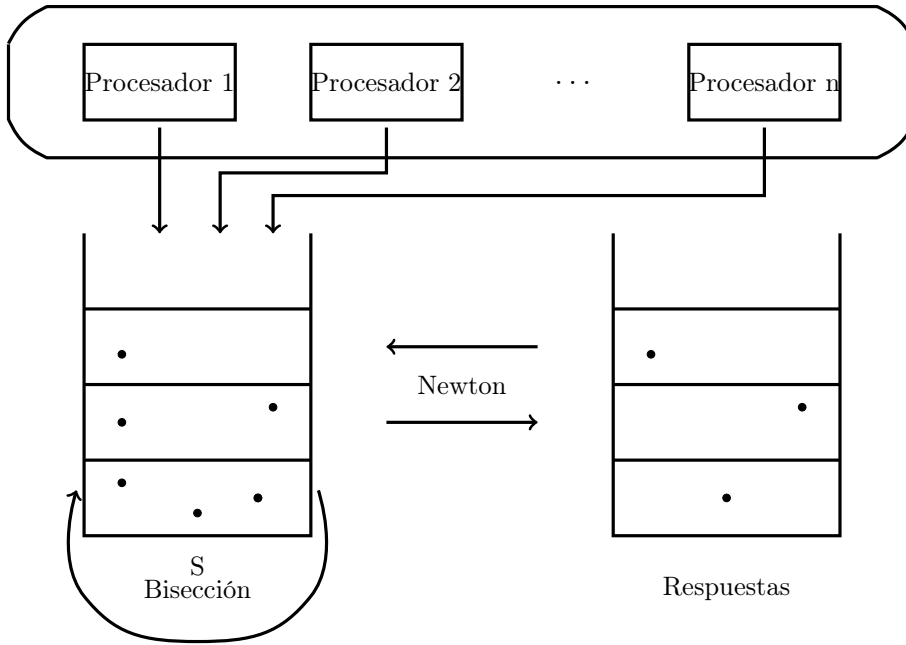 Procesador 1
Procesador 2
...
Procesador n
Newton
S
Bisección
Respuestas